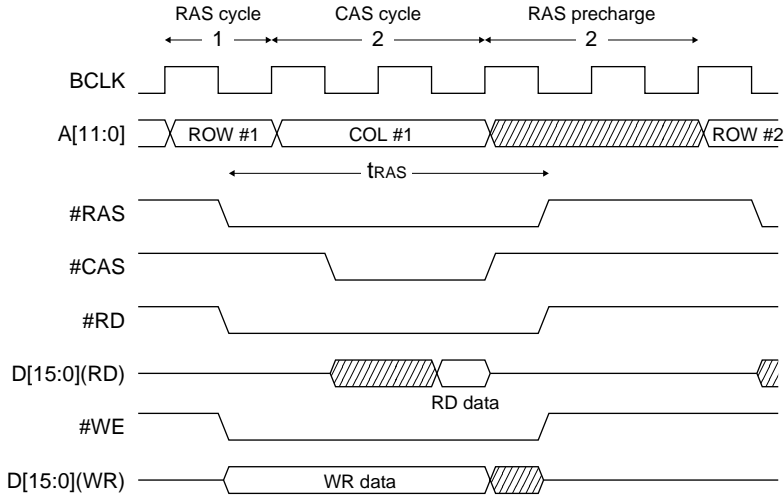 RAS cycle CAS cycle RAS precharge
1 2 2
BCLK
A[11:0] ROW #1 COL #1 ROW #2
tRAS
#RAS
#CAS
#RD
D[15:0](RD)
RD data
#WE
D[15:0](WR) WR data